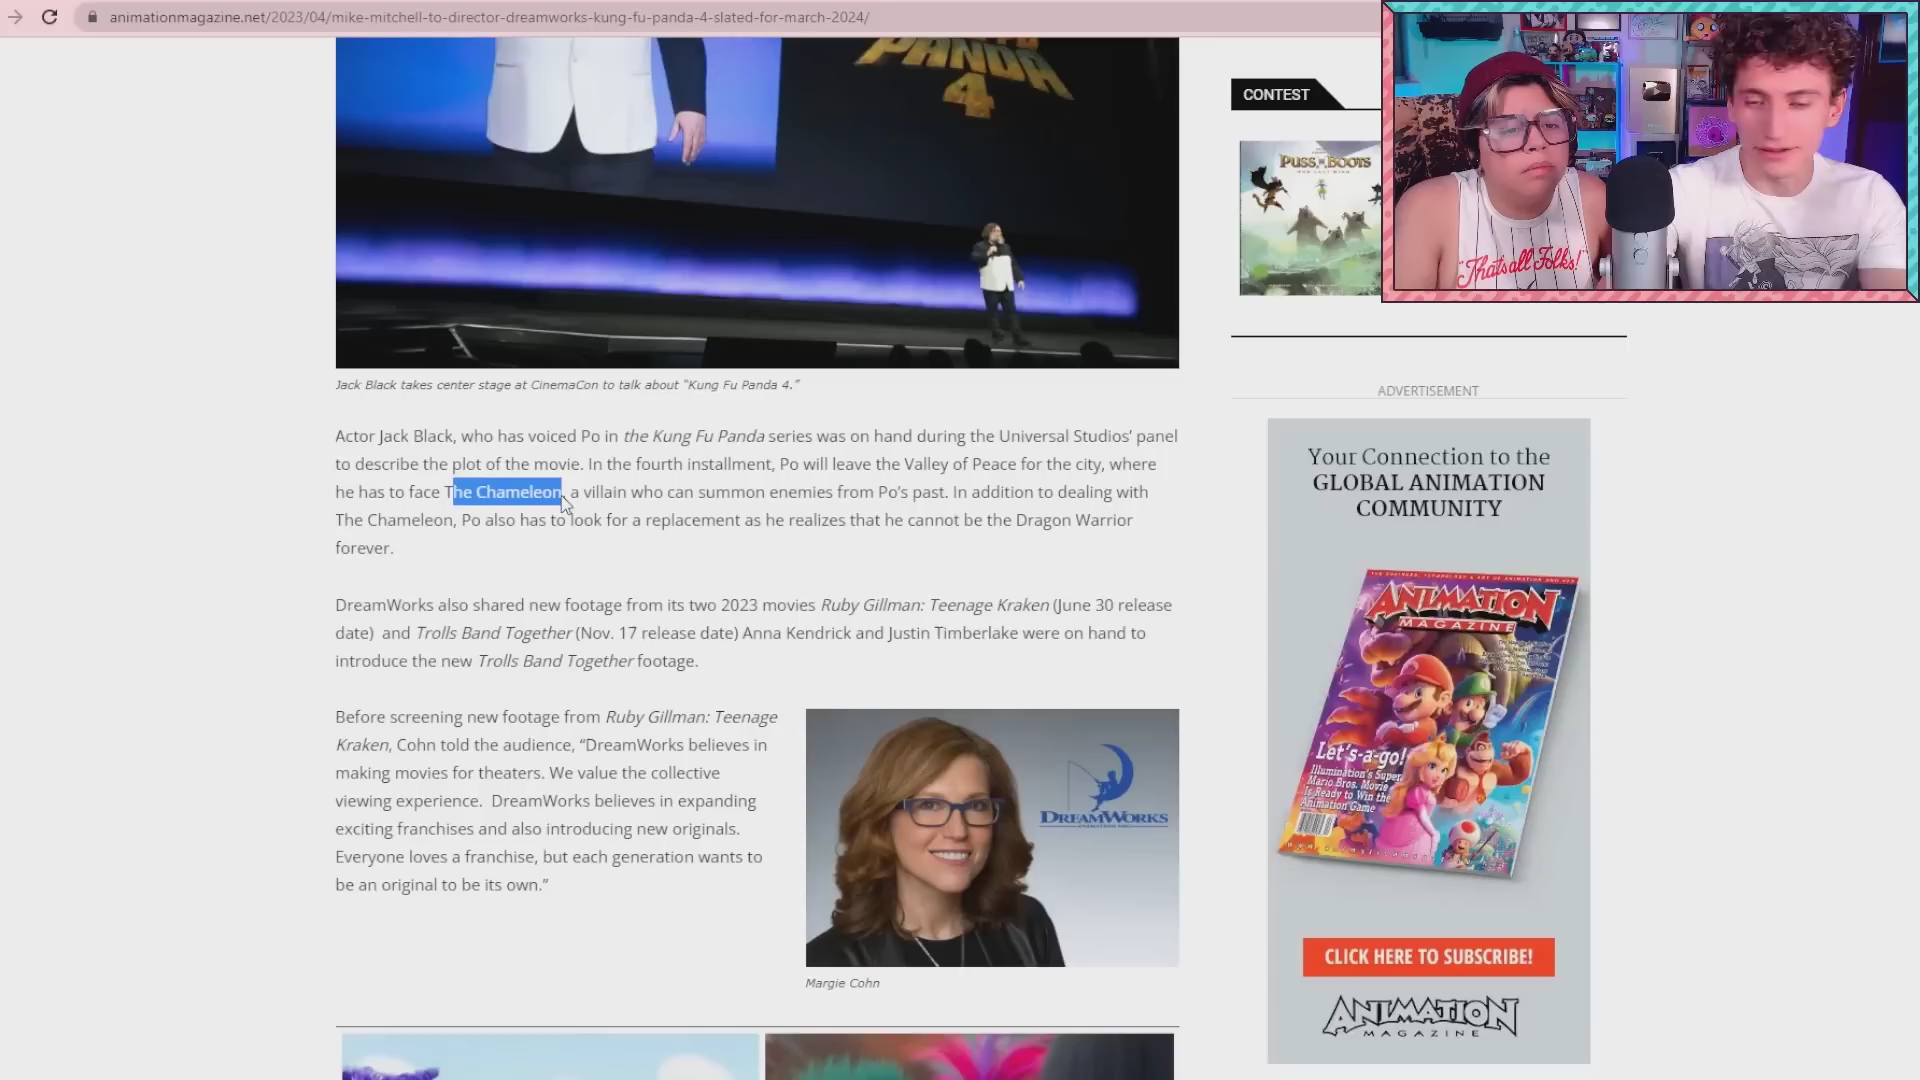 animationmagazine.net/2023/04/mike-mitchell-to-director-dreamworks-kung-fu-panda-4-slated-for-march-2024/
PANDA
4
Jack Black takes center stage at CinemaCon to talk about “Kung Fu Panda 4.”
Actor Jack Black, who has voiced Po in the Kung Fu Panda series was on hand during the Universal Studios’ panel
to describe the plot of the movie. In the fourth installment, Po will leave the Valley of Peace for the city, where
he has to face The Chameleon, a villain who can summon enemies from Po’s past. In addition to dealing with
The Chameleon, Po also has to look for a replacement as he realizes that he cannot be the Dragon Warrior
forever.
DreamWorks also shared new footage from its two 2023 movies Ruby Gillman: Teenage Kraken (June 30 release
date)  and Trolls Band Together (Nov. 17 release date) Anna Kendrick and Justin Timberlake were on hand to
introduce the new Trolls Band Together footage.
Before screening new footage from Ruby Gillman: Teenage
Kraken, Cohn told the audience, “DreamWorks believes in
making movies for theaters. We value the collective
viewing experience.  DreamWorks believes in expanding
exciting franchises and also introducing new originals.
Everyone loves a franchise, but each generation wants to
be an original to be its own.”
DREAMWORKS
Margie Cohn
CONTEST
PUSS IN BOOTS
"That's all Folks!"
ADVERTISEMENT
Your Connection to the
GLOBAL ANIMATION
COMMUNITY
ANIMATION
MAGAZINE
Let's-a-go!
Illumination's Super
Mario Bros. Movie
Is Ready to Win the
Animation Game
CLICK HERE TO SUBSCRIBE!
ANIMATION
MAGAZINE